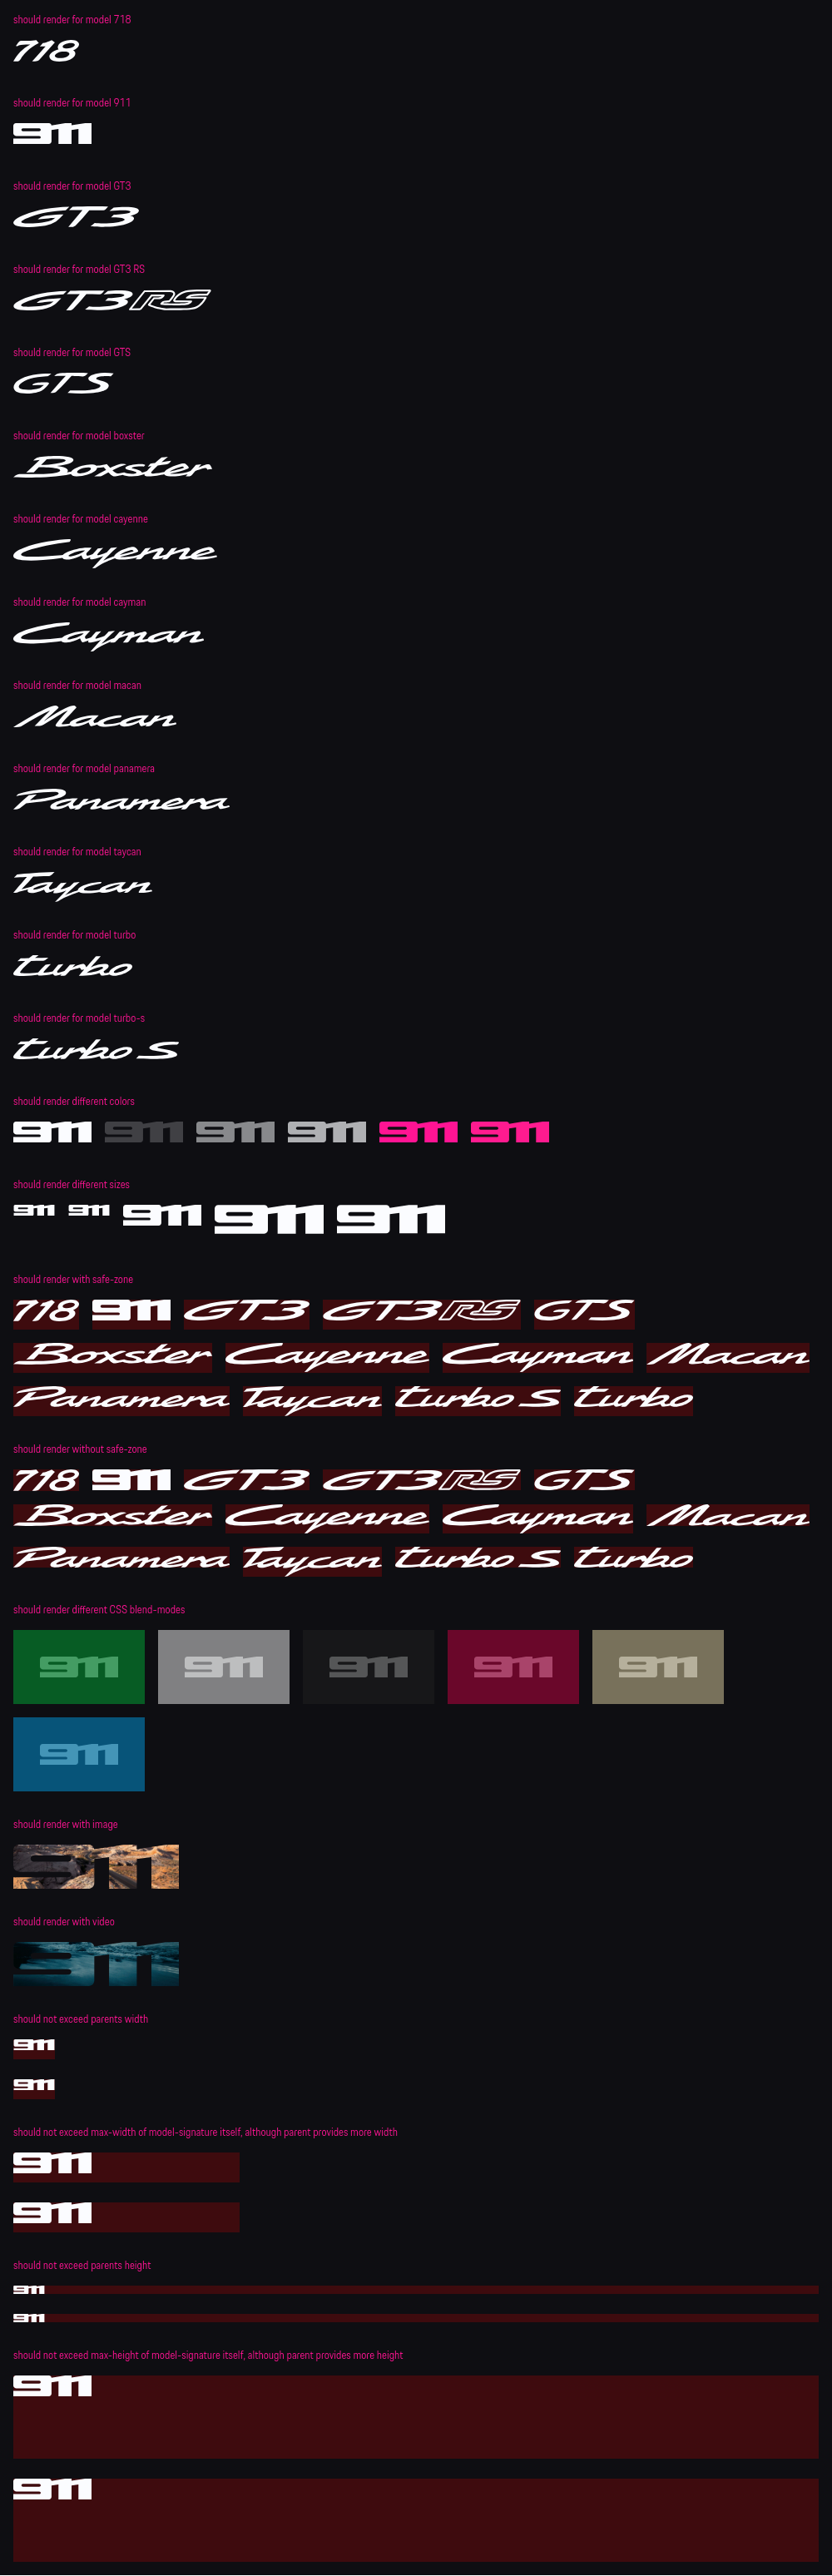 should render for model 718
718
should render for model 911
911
should render for model GT3
GT3
should render for model GT3 RS
GT3 RS
should render for model GTS
GTS
should render for model boxster
Boxster
should render for model cayenne
Cayenne
should render for model cayman
Cayman
should render for model macan
Macan
should render for model panamera
Panamera
should render for model taycan
Taycan
should render for model turbo
turbo
should render for model turbo-s
turbo S
should render different colors
911 911 911 911 911 911
should render different sizes
911 911 911 911 911
should render with safe-zone
718 911 GT3 GT3 RS GTS
Boxster Cayenne Cayman Macan
Panamera Taycan turbo S turbo
should render without safe-zone
718 911 GT3 GT3 RS GTS
Boxster Cayenne Cayman Macan
Panamera Taycan turbo S turbo
should render different CSS blend-modes
911 911 911 911 911
911
should render with image
911
should render with video
911
should not exceed parents width
911
911
should not exceed max-width of model-signature itself, although parent provides more width
911
911
should not exceed parents height
911
911
should not exceed max-height of model-signature itself, although parent provides more height
911
911